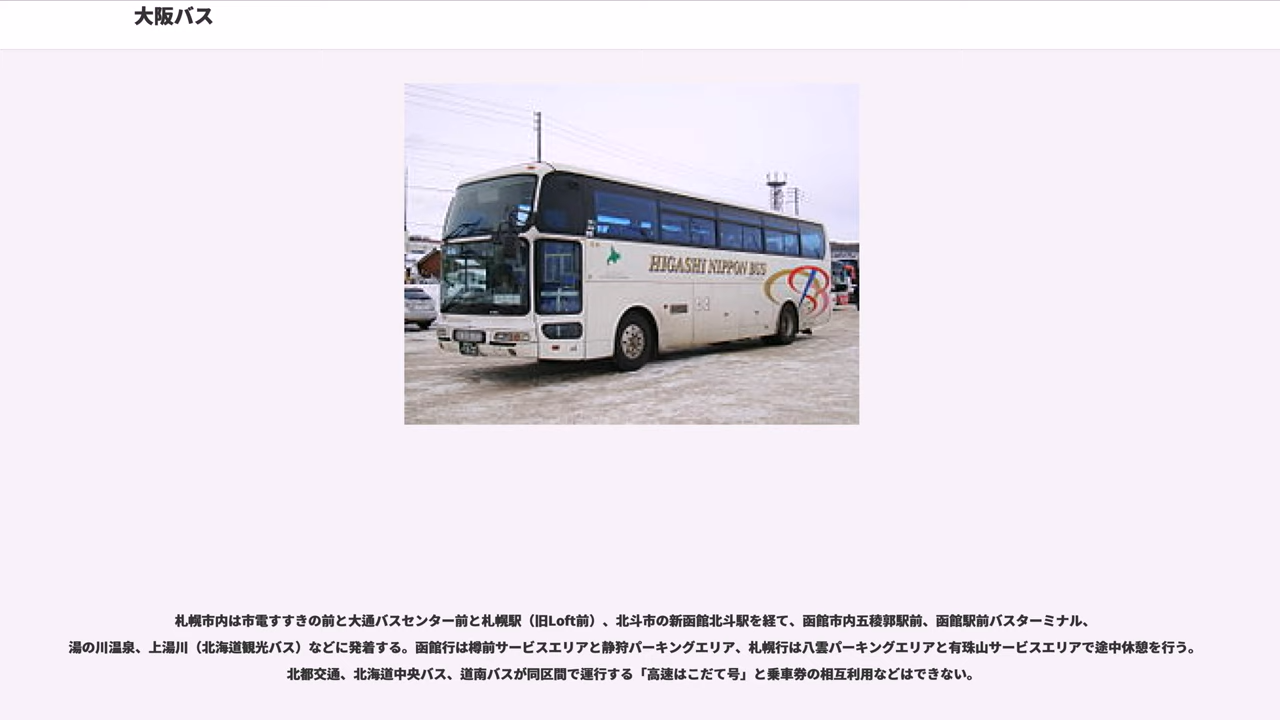 大阪バス
HIGASHI NIPPON BUS
札幌市内は市電すすきの前と大通バスセンター前と札幌駅（旧Loft前）、北斗市の新函館北斗駅を経て、函館市内五稜郭駅前、函館駅前バスターミナル、
湯の川温泉、上湯川（北海道観光バス）などに発着する。函館行は樽前サービスエリアと静狩パーキングエリア、札幌行は八雲パーキングエリアと有珠山サービスエリアで途中休憩を行う。
北都交通、北海道中央バス、道南バスが同区間で運行する「高速はこだて号」と乗車券の相互利用などはできない。